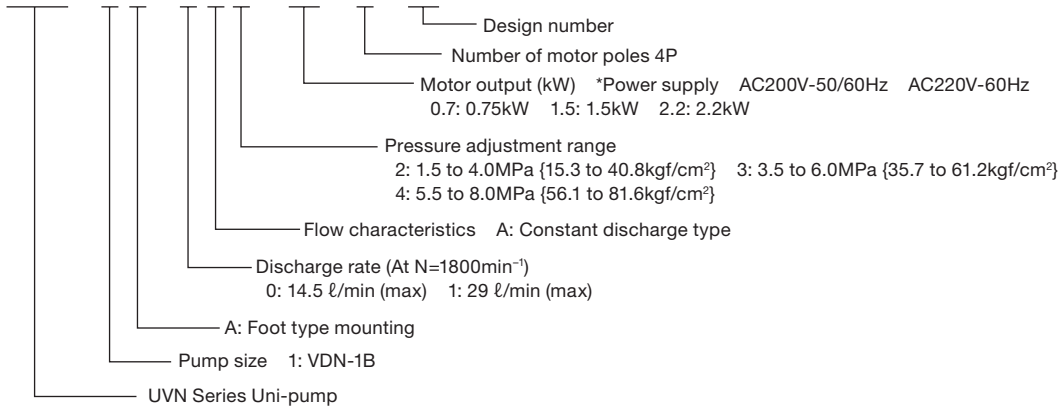 Design number
Number of motor poles 4P
Motor output (kW) *Power supply AC200V-50/60Hz AC220V-60Hz
0.7: 0.75kW 1.5: 1.5kW 2.2: 2.2kW
Pressure adjustment range
2: 1.5 to 4.0MPa {15.3 to 40.8kgf/cm²} 3: 3.5 to 6.0MPa {35.7 to 61.2kgf/cm²}
4: 5.5 to 8.0MPa {56.1 to 81.6kgf/cm²}
Flow characteristics A: Constant discharge type
Discharge rate (At N=1800min⁻¹)
0: 14.5 ℓ/min (max) 1: 29 ℓ/min (max)
A: Foot type mounting
Pump size 1: VDN-1B
UVN Series Uni-pump